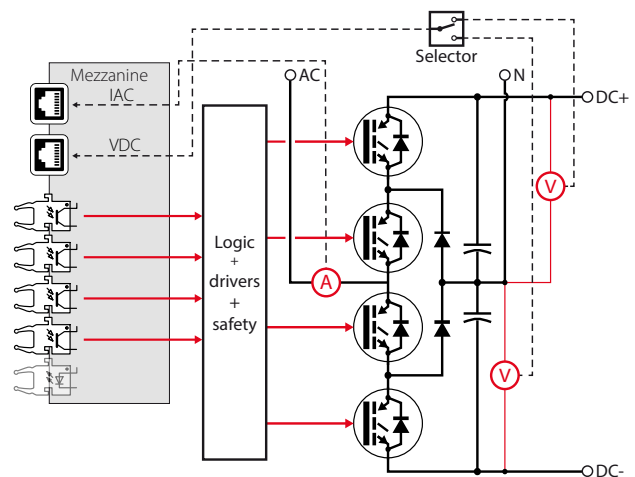 Selector
Mezzanine
IAC
VDC
AC
N
DC+
V
Logic
+
drivers
+
safety
A
V
DC-